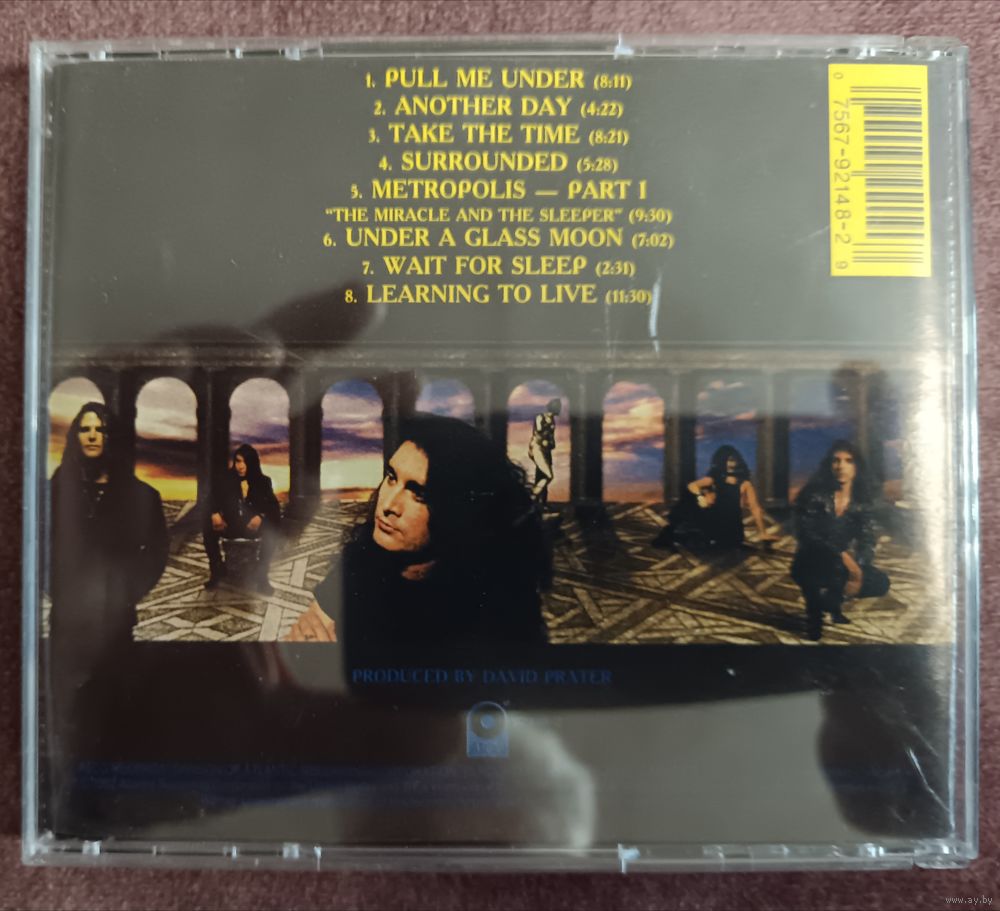 1. PULL ME UNDER (8:11)
2. ANOTHER DAY (4:22)
3. TAKE THE TIME (8:21)
4. SURROUNDED (5:28)
5. METROPOLIS — PART I
"THE MIRACLE AND THE SLEEPER" (9:30)
6. UNDER A GLASS MOON (7:02)
7. WAIT FOR SLEEP (2:31)
8. LEARNING TO LIVE (11:30)
0 7567-92148-2 9
PRODUCED BY DAVID PRATER
ATCO
www.ay.by